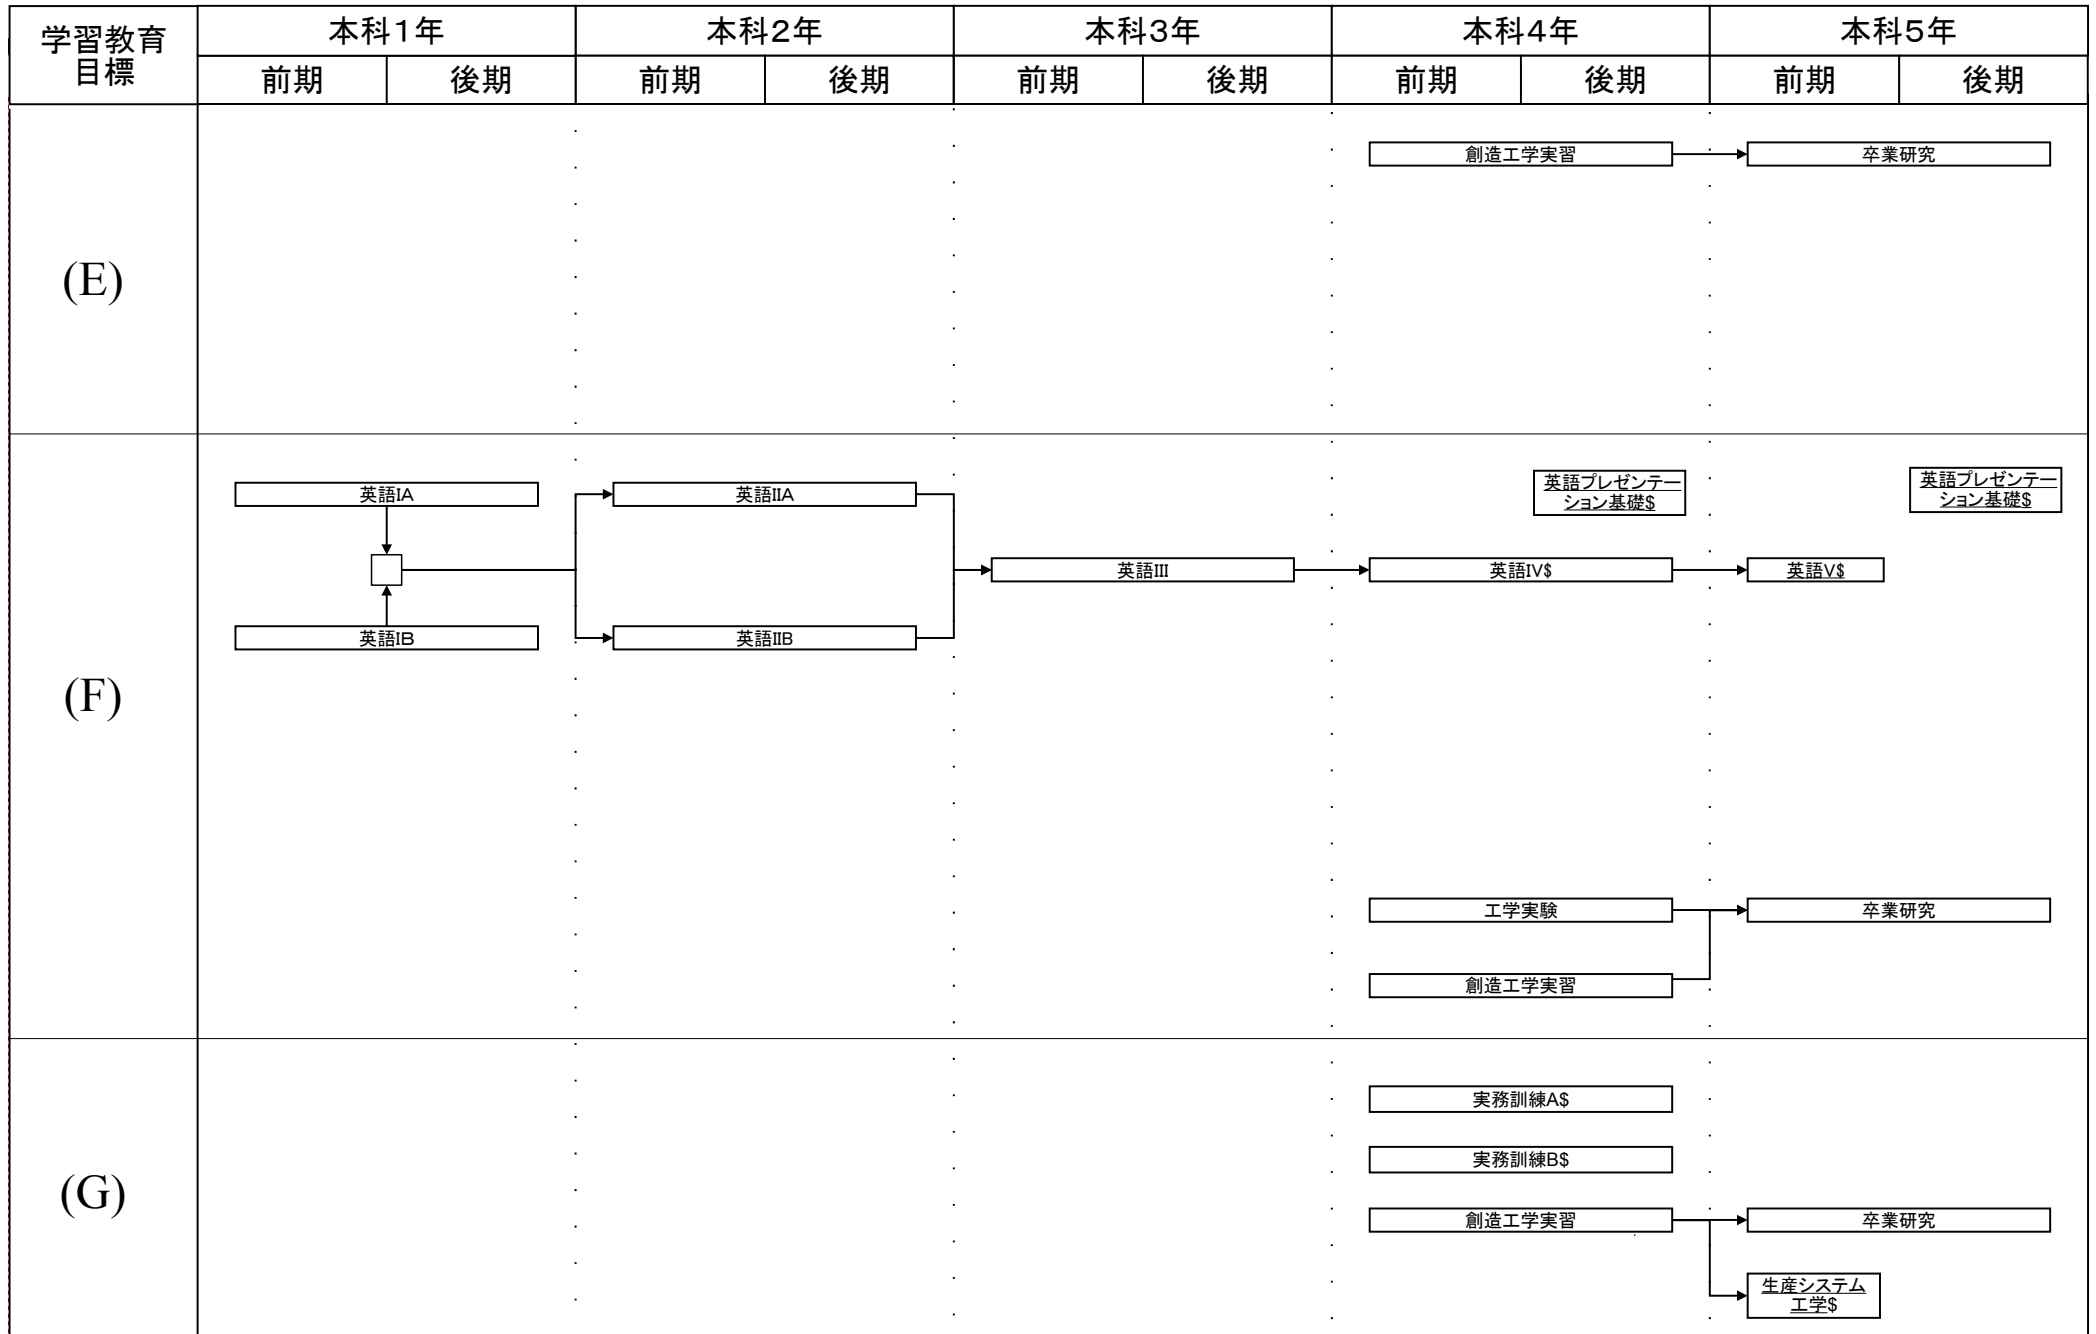 学習教育
目標
本科1年
本科2年
本科3年
本科4年
本科5年
前期
後期
前期
後期
前期
後期
前期
後期
前期
後期
(E)
創造工学実習
卒業研究
(F)
英語IA
英語IIA
英語プレゼンテー
ション基礎$
英語プレゼンテー
ション基礎$
英語III
英語IV$
英語V$
英語IB
英語IIB
工学実験
卒業研究
創造工学実習
(G)
実務訓練A$
実務訓練B$
創造工学実習
卒業研究
生産システム
工学$